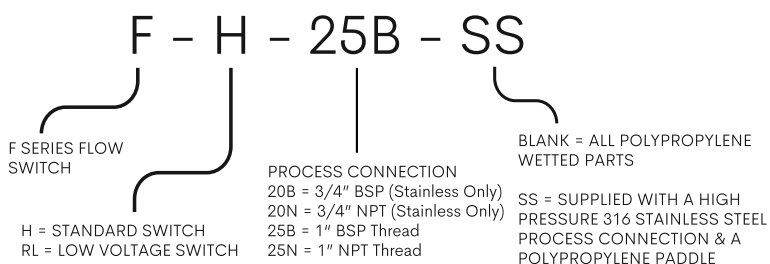 F - H - 25B - SS
F SERIES FLOW
SWITCH
H = STANDARD SWITCH
RL = LOW VOLTAGE SWITCH
PROCESS CONNECTION
20B = 3/4" BSP (Stainless Only)
20N = 3/4" NPT (Stainless Only)
25B = 1" BSP Thread
25N = 1" NPT Thread
BLANK = ALL POLYPROPYLENE
WETTED PARTS
SS = SUPPLIED WITH A HIGH
PRESSURE 316 STAINLESS STEEL
PROCESS CONNECTION & A
POLYPROPYLENE PADDLE